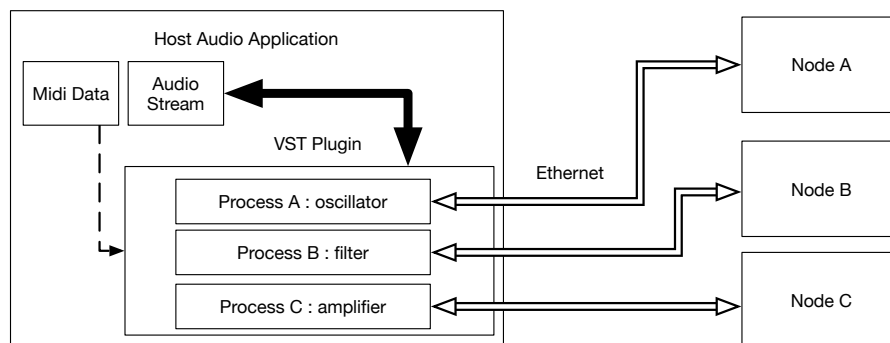 Host Audio Application
Midi Data
Audio
Stream
VST Plugin
Process A : oscillator
Process B : filter
Process C : amplifier
Ethernet
Node A
Node B
Node C